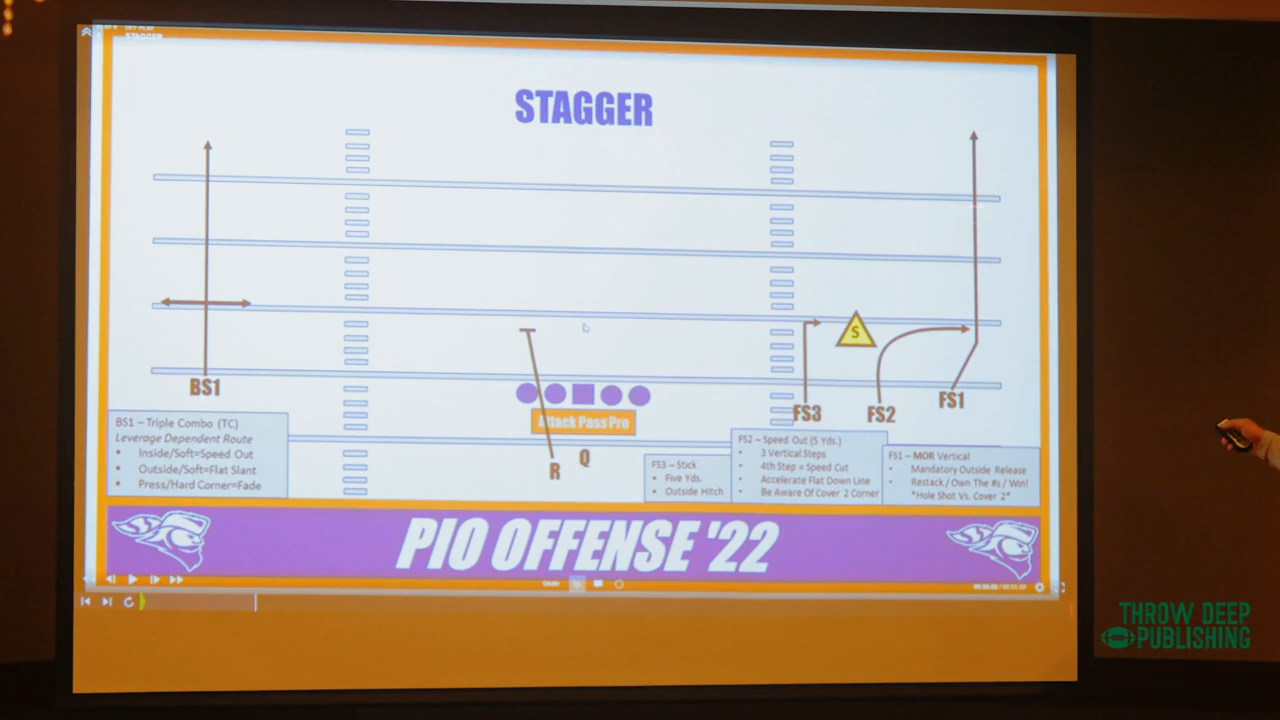 STAGGER
STAGGER
S
BS1
FS3
FS2
FS1
Attack Pass Pro
R
Q
BS1 – Triple Combo (TC)
Leverage Dependent Route
• Inside/Soft=Speed Out
• Outside/Soft=Flat Slant
• Press/Hard Corner=Fade
FS3 – Stick
• Five Yds.
• Outside Hitch
FS2 – Speed Out (5 Yds.)
• 3 Vertical Steps
• 4th Step = Speed Cut
• Accelerate Flat Down Line
• Be Aware Of Cover 2 Corner
FS1 – MOR Vertical
• Mandatory Outside Release
• Restack / Own The #s / Win!
*Hole Shot Vs. Cover 2*
PIO OFFENSE '22
THROW DEEP
PUBLISHING